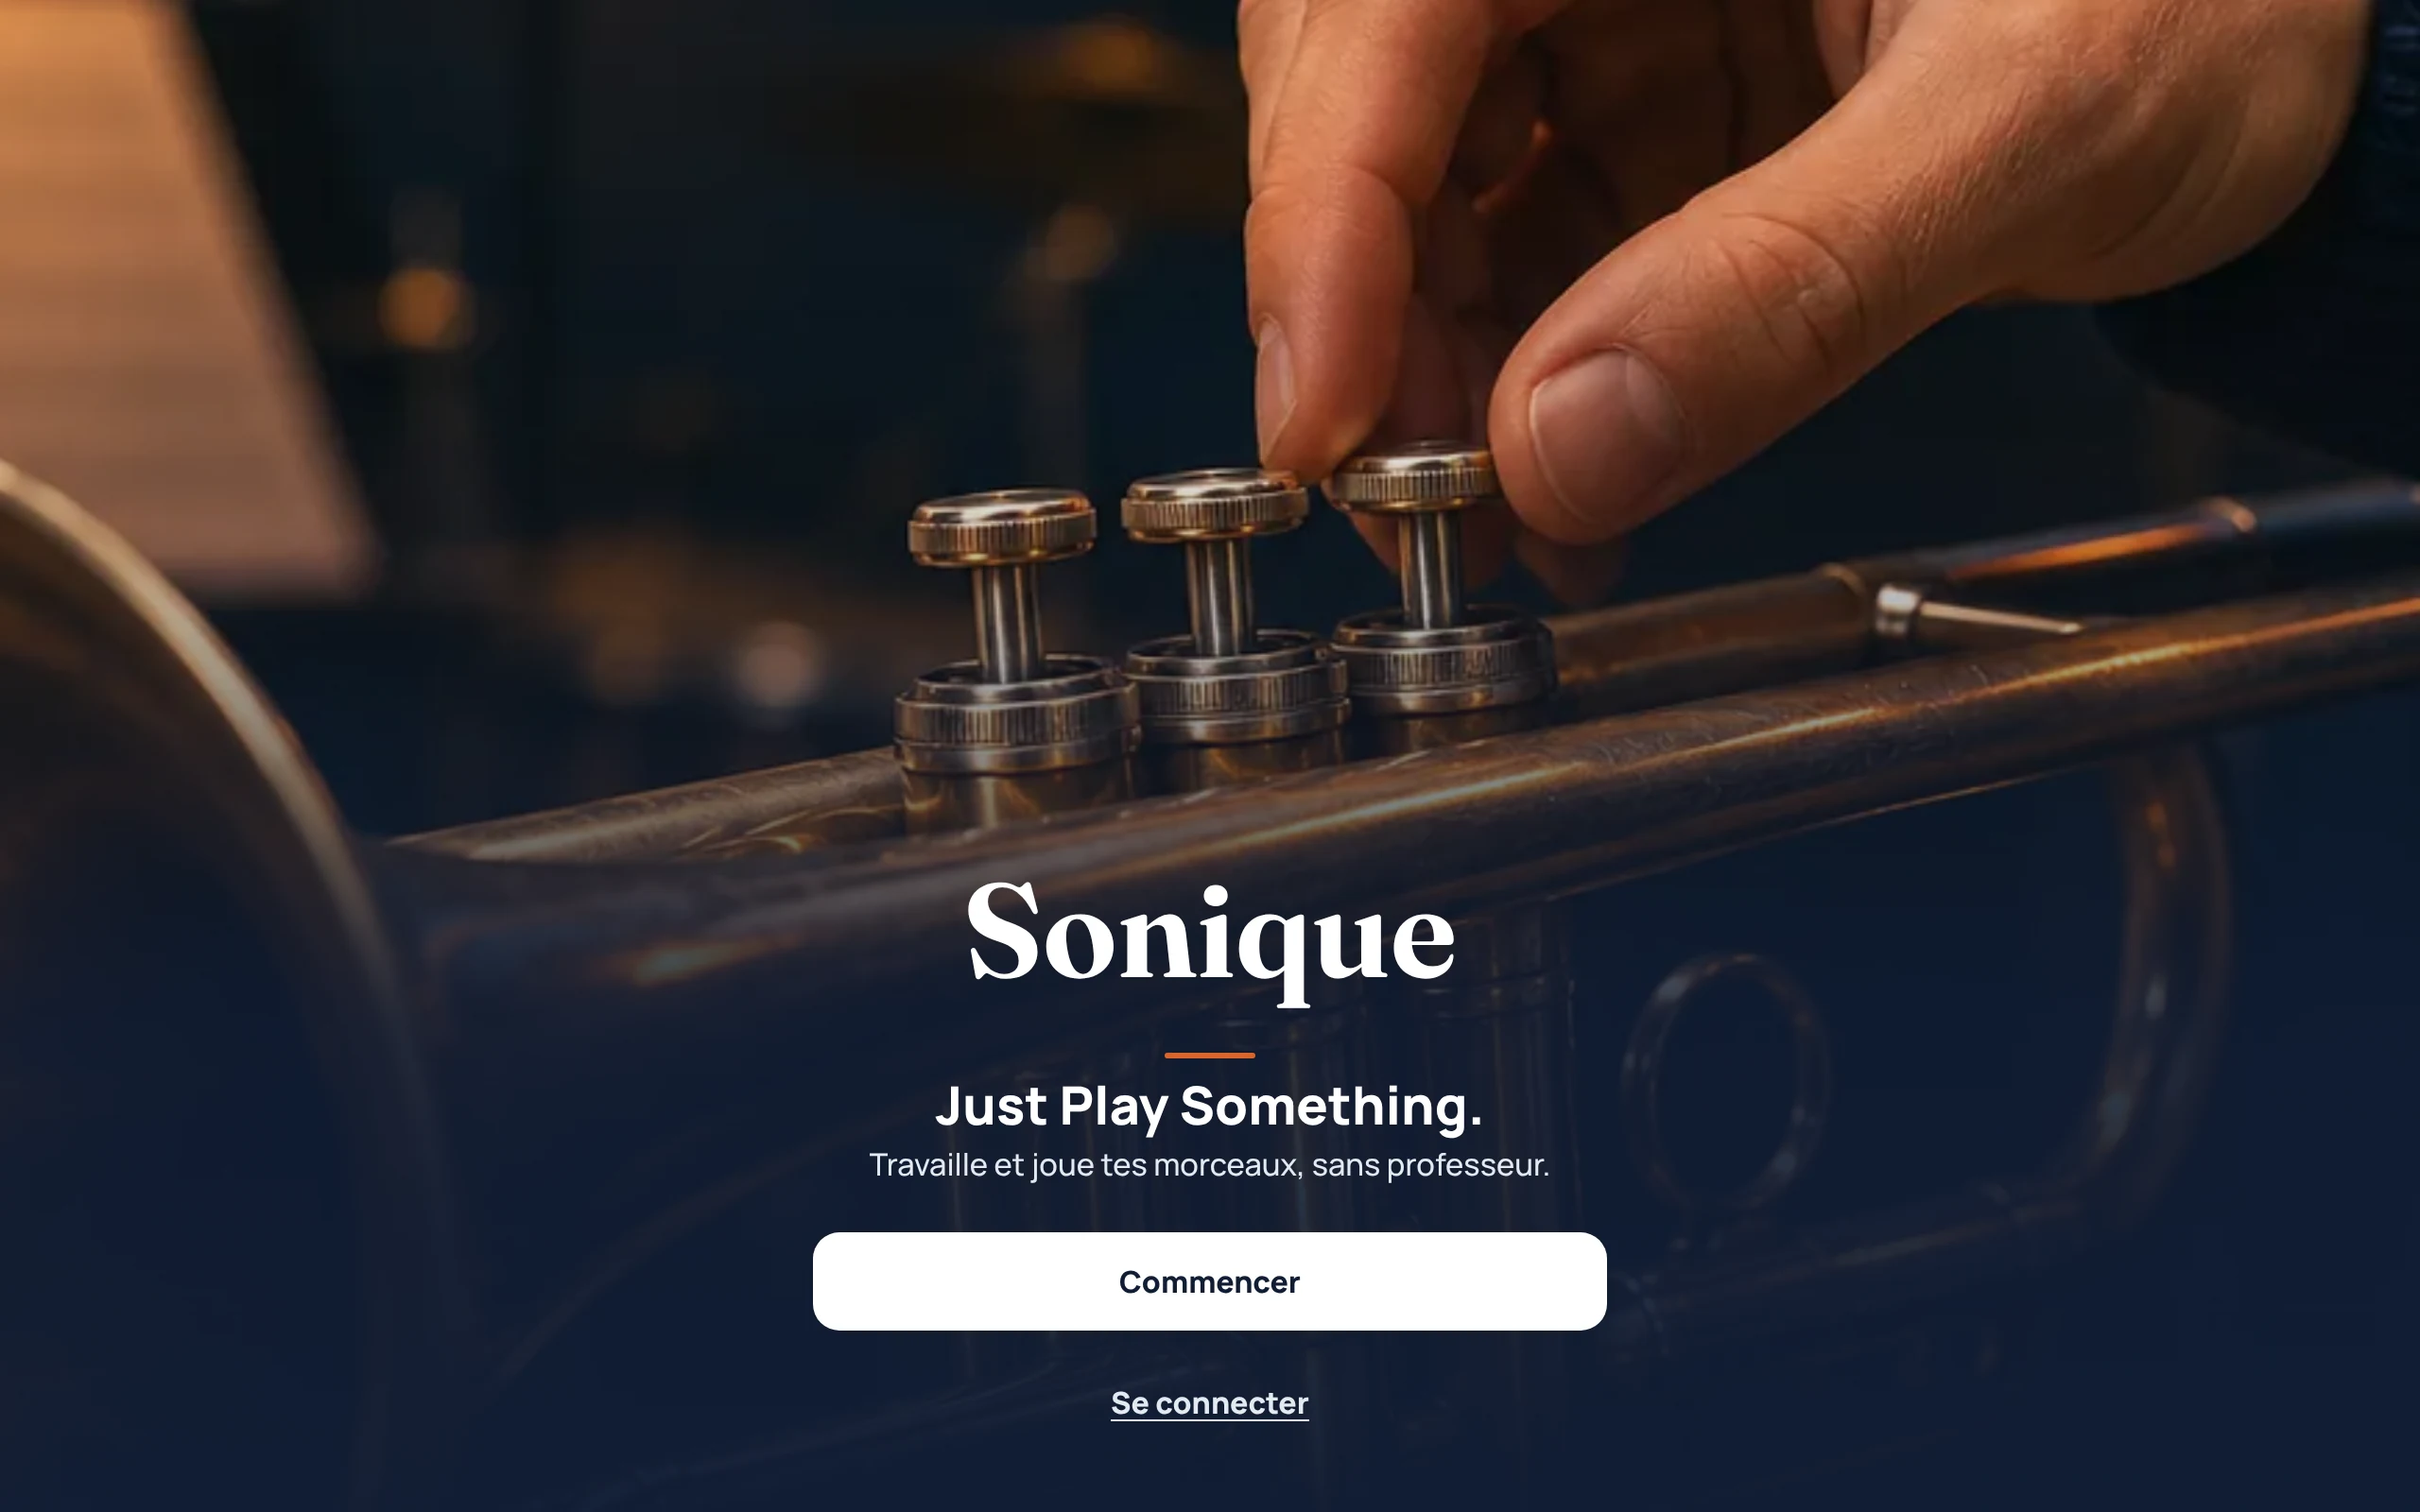 Sonique
Just Play Something.
Travaille et joue tes morceaux, sans professeur.
Commencer
Se connecter